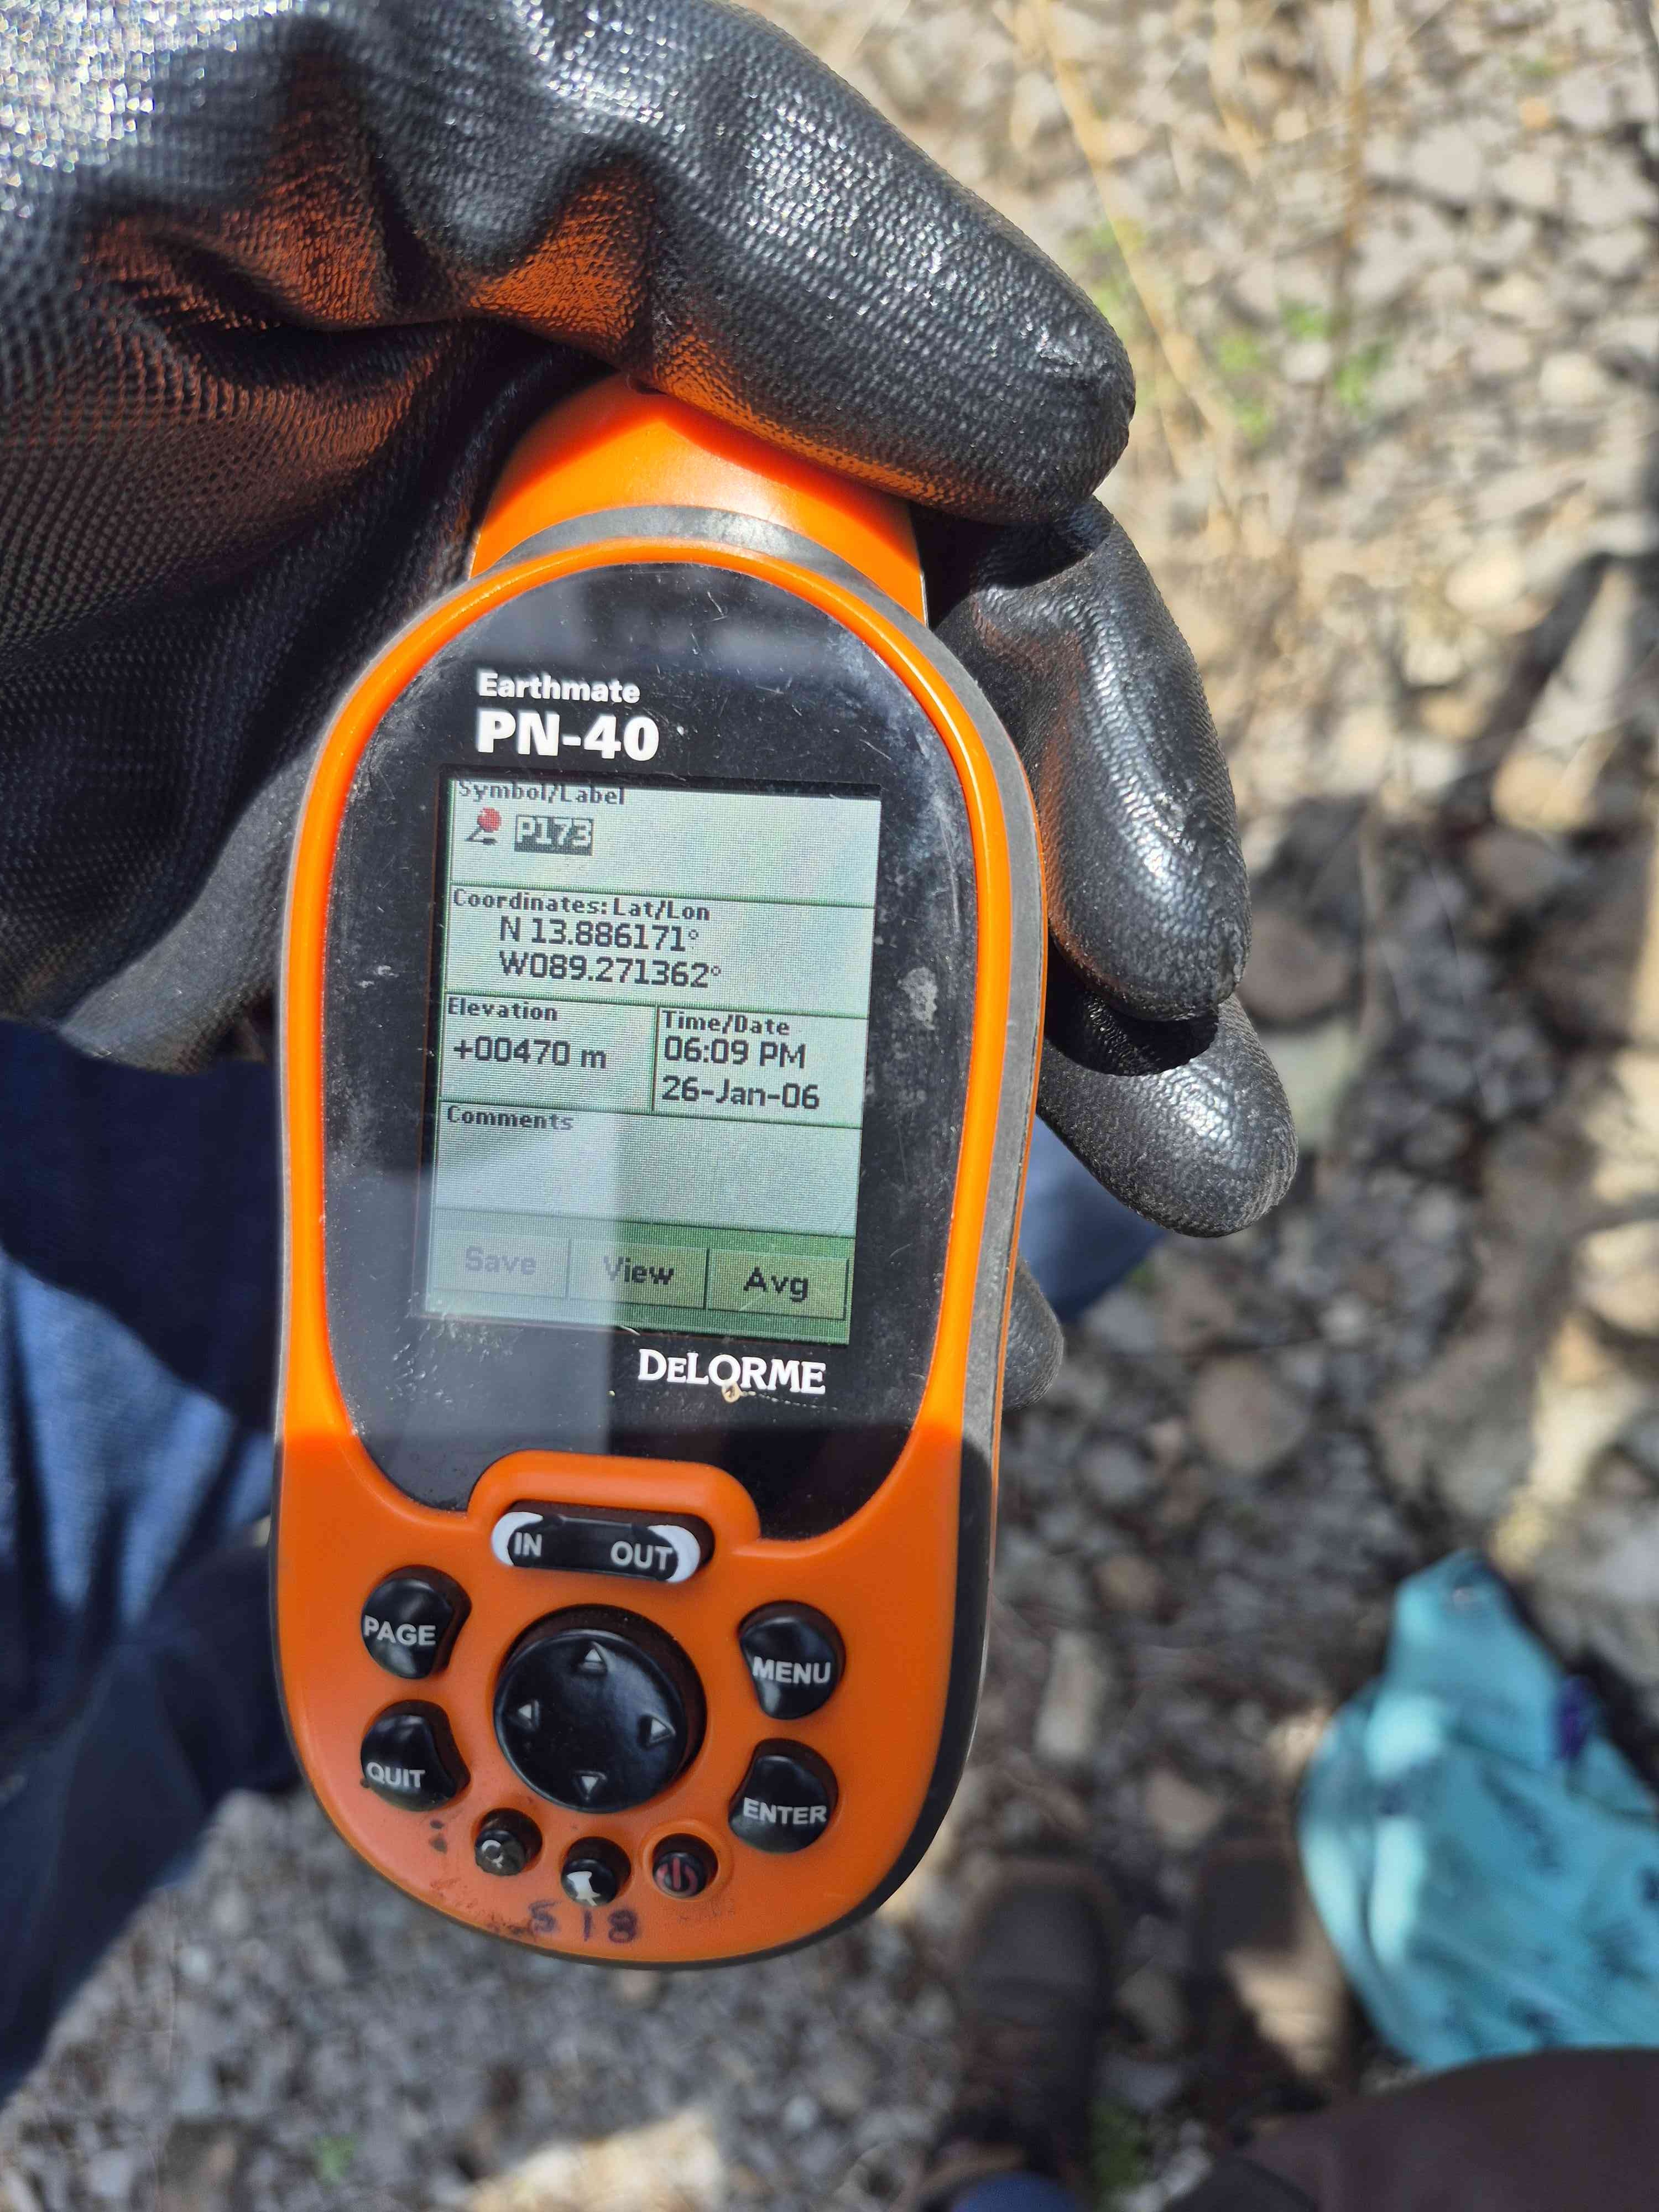 Earthmate
PN-40
Symbol/Label
P173
Coordinates: Lat/Lon
N 13.886171°
W089.271362°
Elevation
+00470 m
Time/Date
06:09 PM
26-Jan-06
Comments
Save View Avg
DELORME
IN OUT
PAGE
MENU
QUIT
ENTER
S18